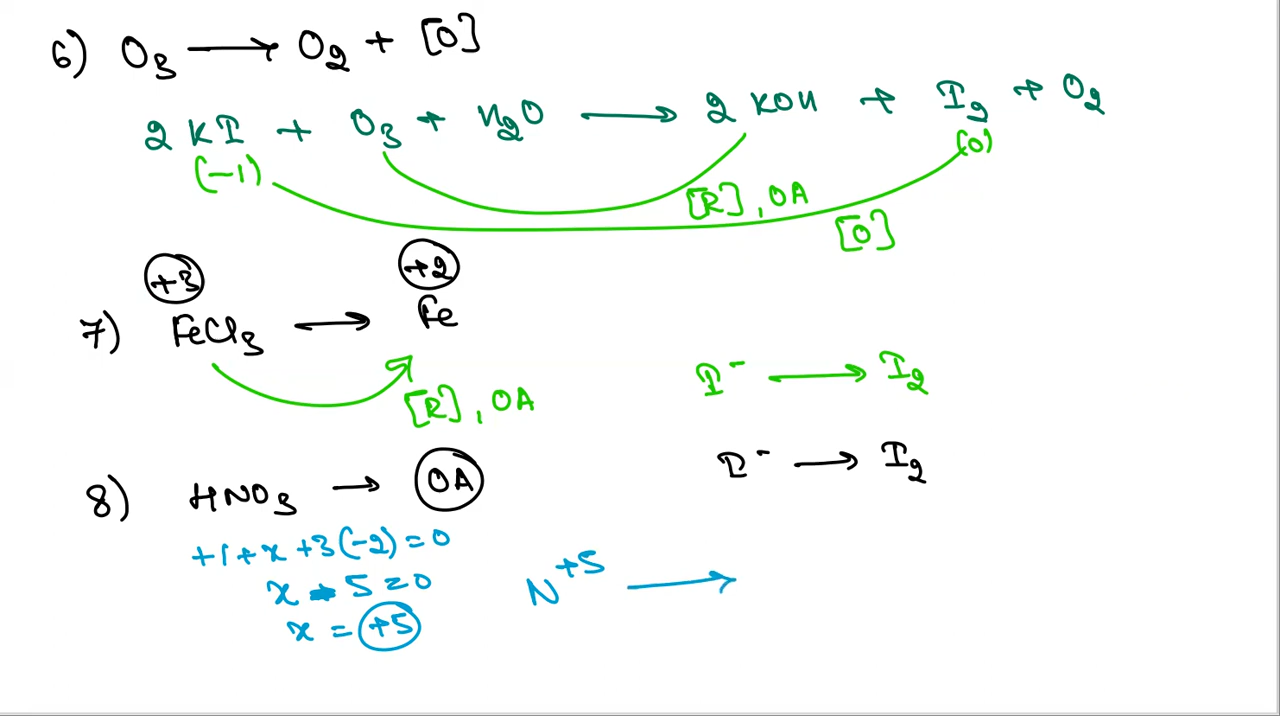 6) O₃ ⟶ O₂ + [O]
2 KI + O₃ + H₂O ⟶ 2 KOH + I₂ + O₂
(-1) (0)
[R], OA
[O]
+3 +2
7) FeCl₃ ⟶ Fe
[R], OA
I⁻ ⟶ I₂
I⁻ ⟶ I₂
8) HNO₃ → OA
+1+x+3(-2)=0
x - 5 = 0
x = +5
N⁺⁵ ⟶